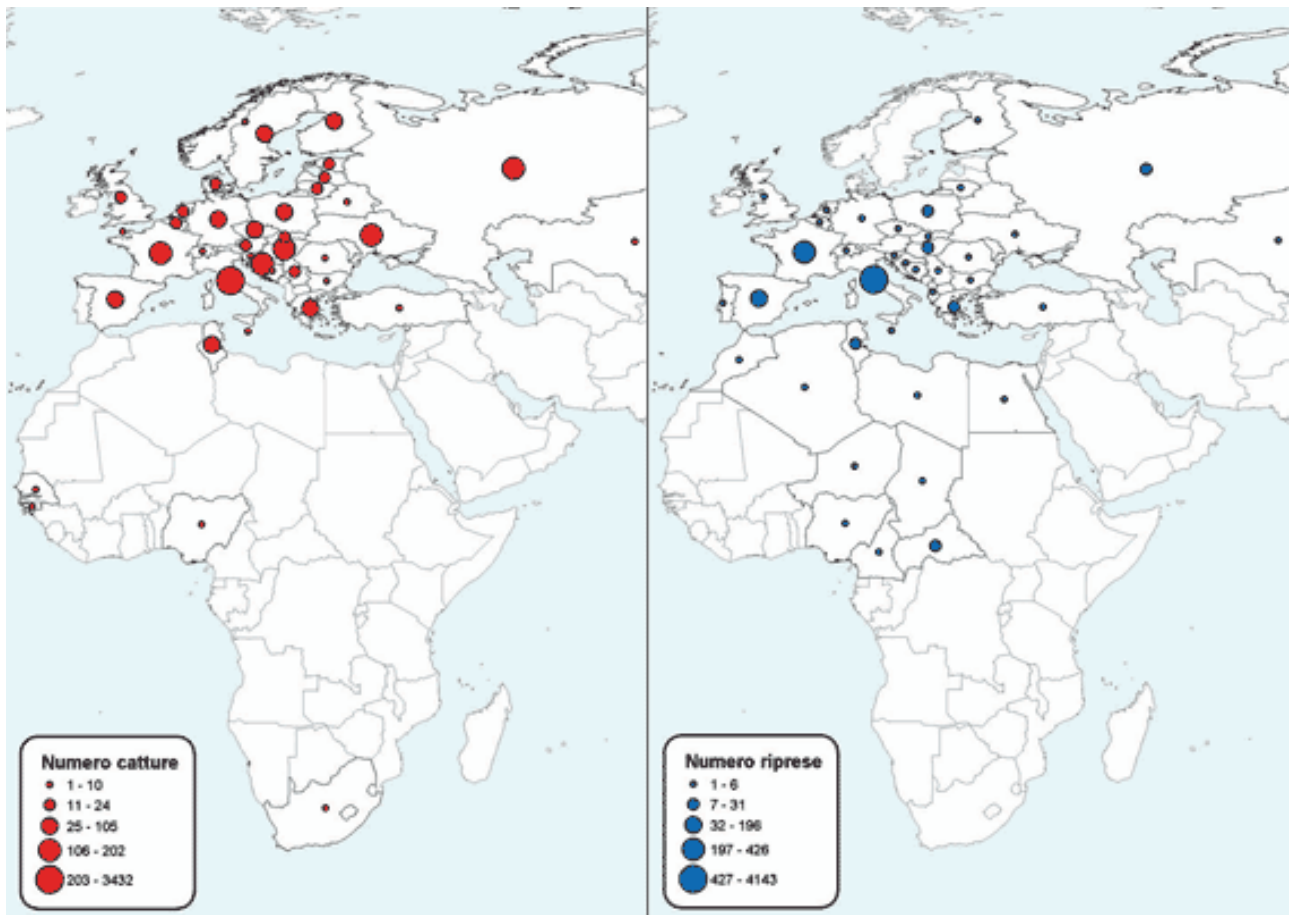 Numero catture
1 - 10
11 - 24
25 - 105
106 - 202
203 - 3432
Numero riprese
1 - 6
7 - 31
32 - 196
197 - 426
427 - 4143